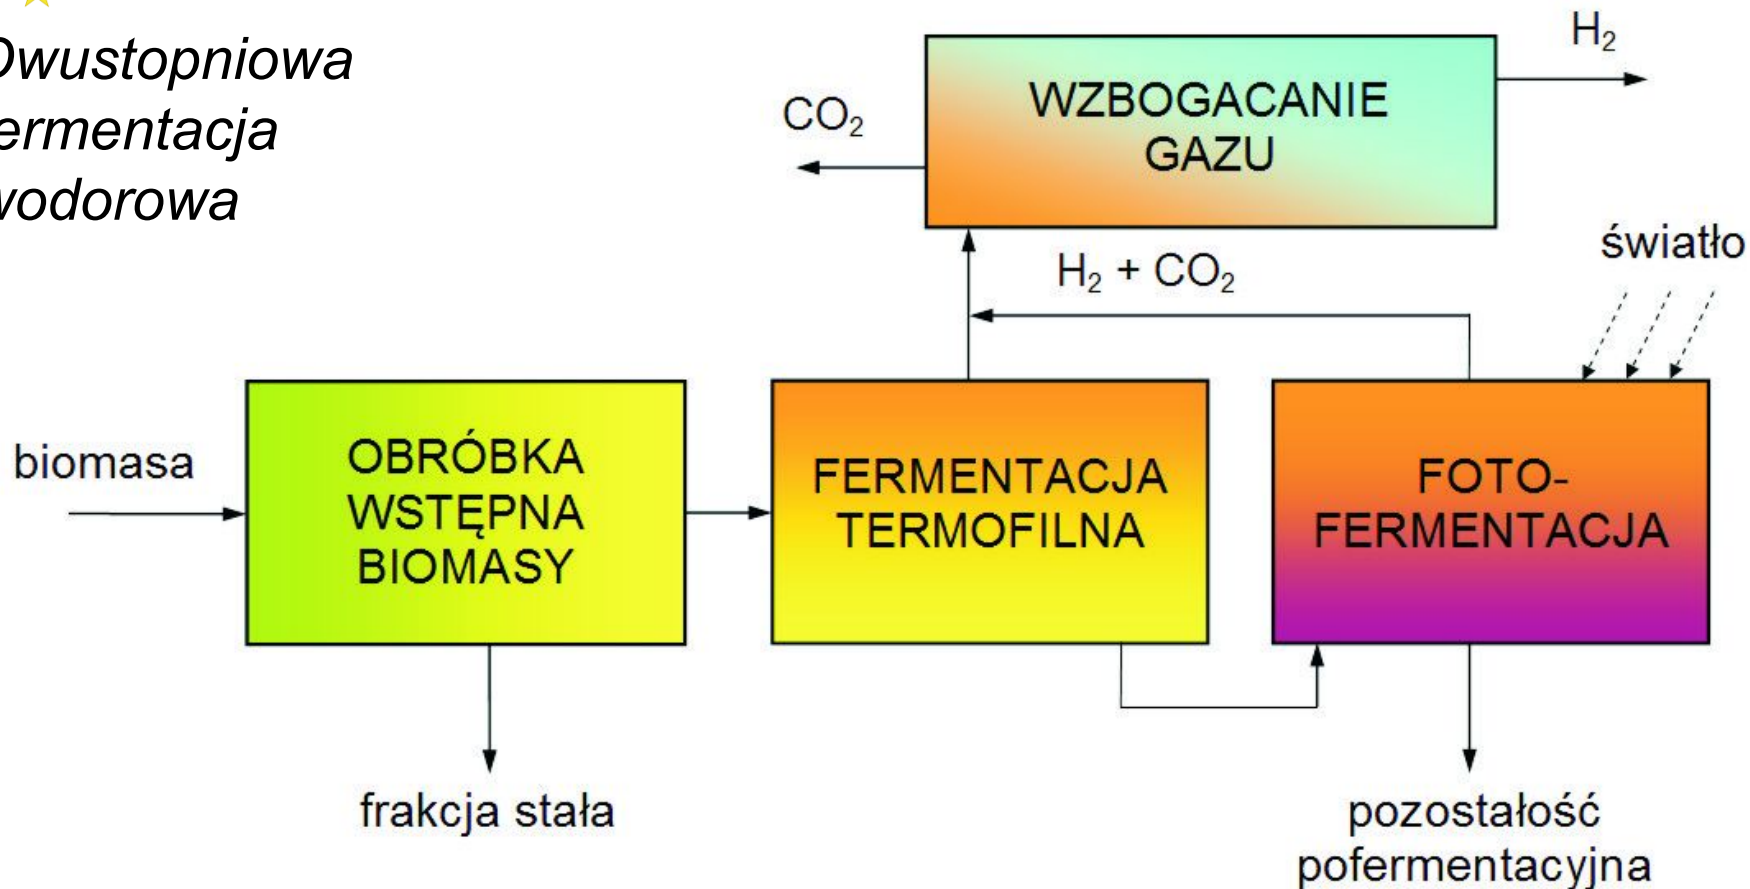 Dwustopniowa
fermentacja
wodorowa
H₂
CO₂
WZBOGACANIE
GAZU
światło
H₂ + CO₂
biomasa
OBRÓBKA
WSTĘPNA
BIOMASY
FERMENTACJA
TERMOFILNA
FOTO-
FERMENTACJA
frakcja stała
pozostałość
pofermentacyjna